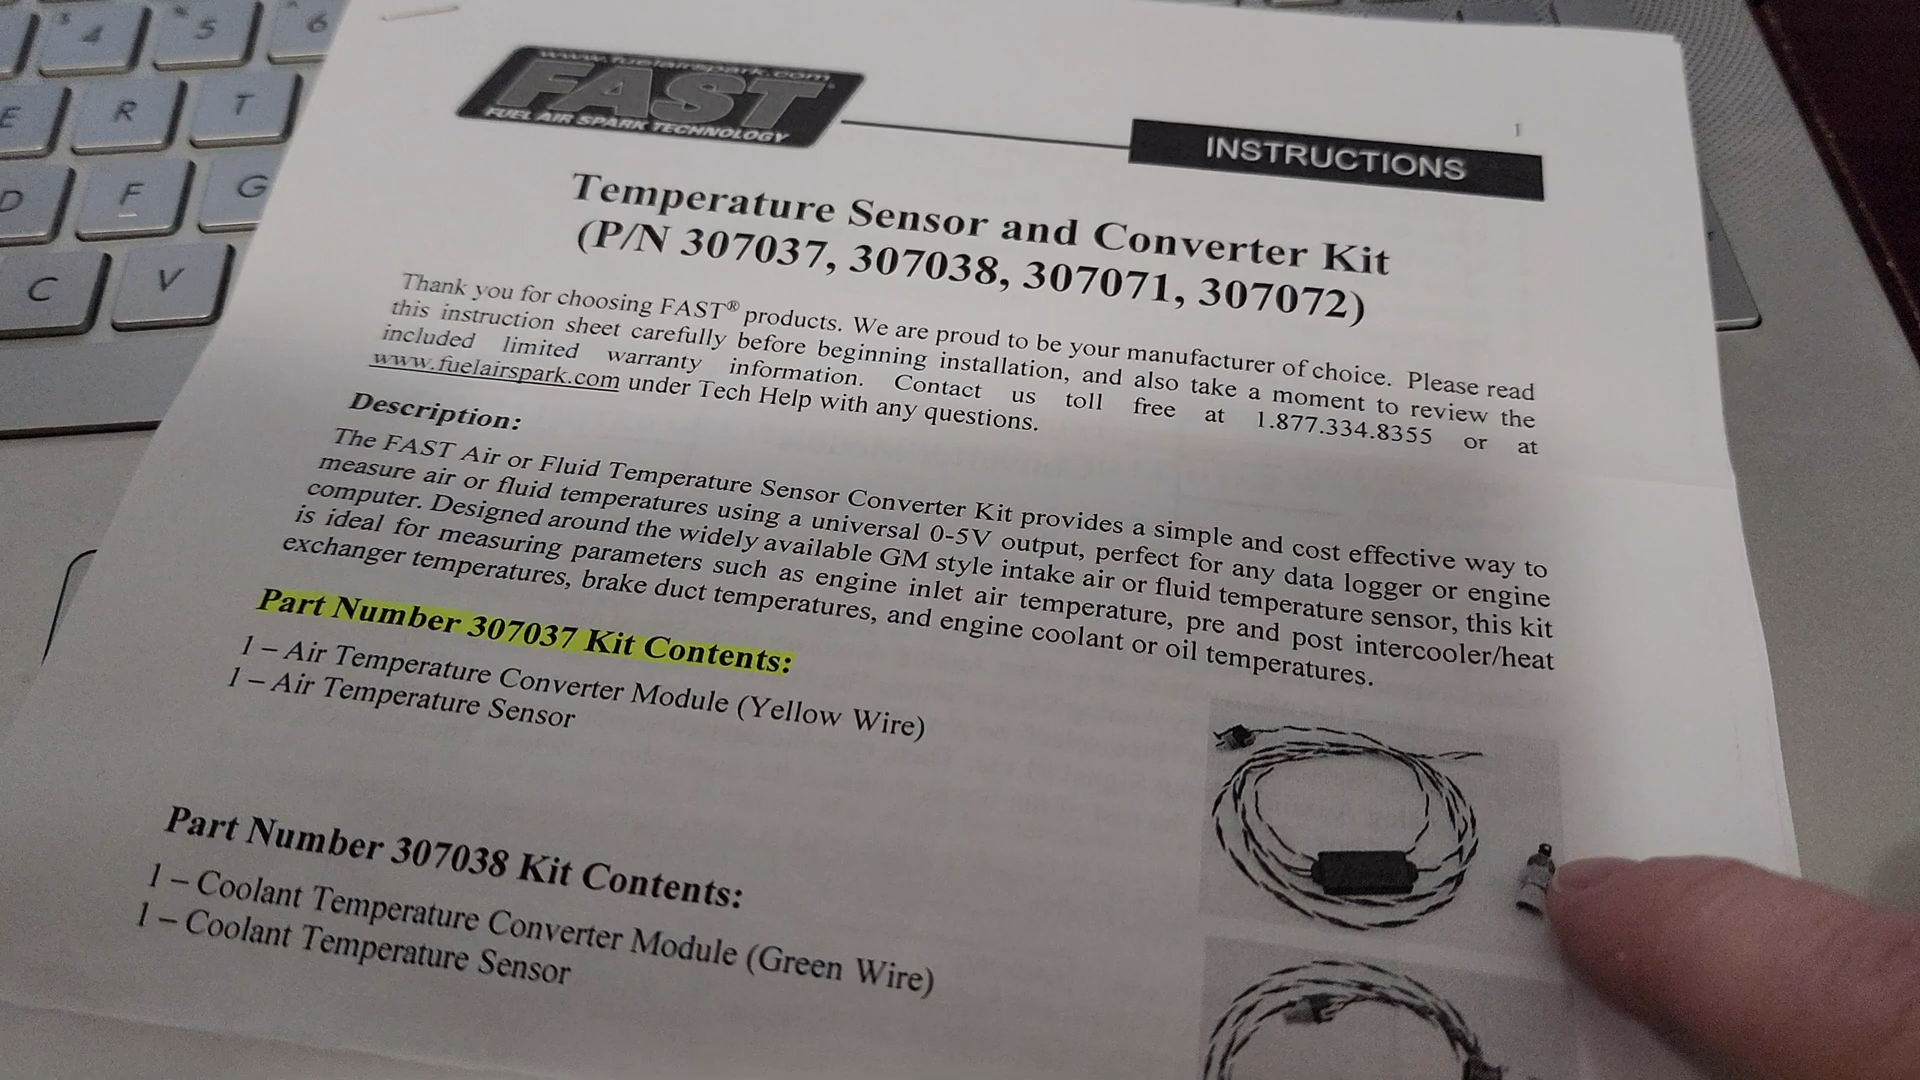 $ 4
% 5
^ 6
E R T
D F G
C V
www.fuelairspark.com
FAST®
FUEL AIR SPARK TECHNOLOGY
1
INSTRUCTIONS
Temperature Sensor and Converter Kit
(P/N 307037, 307038, 307071, 307072)
Thank you for choosing FAST® products. We are proud to be your manufacturer of choice. Please read
this instruction sheet carefully before beginning installation, and also take a moment to review the
included limited warranty information. Contact us toll free at 1.877.334.8355 or at
www.fuelairspark.com under Tech Help with any questions.
Description:
The FAST Air or Fluid Temperature Sensor Converter Kit provides a simple and cost effective way to
measure air or fluid temperatures using a universal 0-5V output, perfect for any data logger or engine
computer. Designed around the widely available GM style intake air or fluid temperature sensor, this kit
is ideal for measuring parameters such as engine inlet air temperature, pre and post intercooler/heat
exchanger temperatures, brake duct temperatures, and engine coolant or oil temperatures.
Part Number 307037 Kit Contents:
1 – Air Temperature Converter Module (Yellow Wire)
1 – Air Temperature Sensor
Part Number 307038 Kit Contents:
1 – Coolant Temperature Converter Module (Green Wire)
1 – Coolant Temperature Sensor